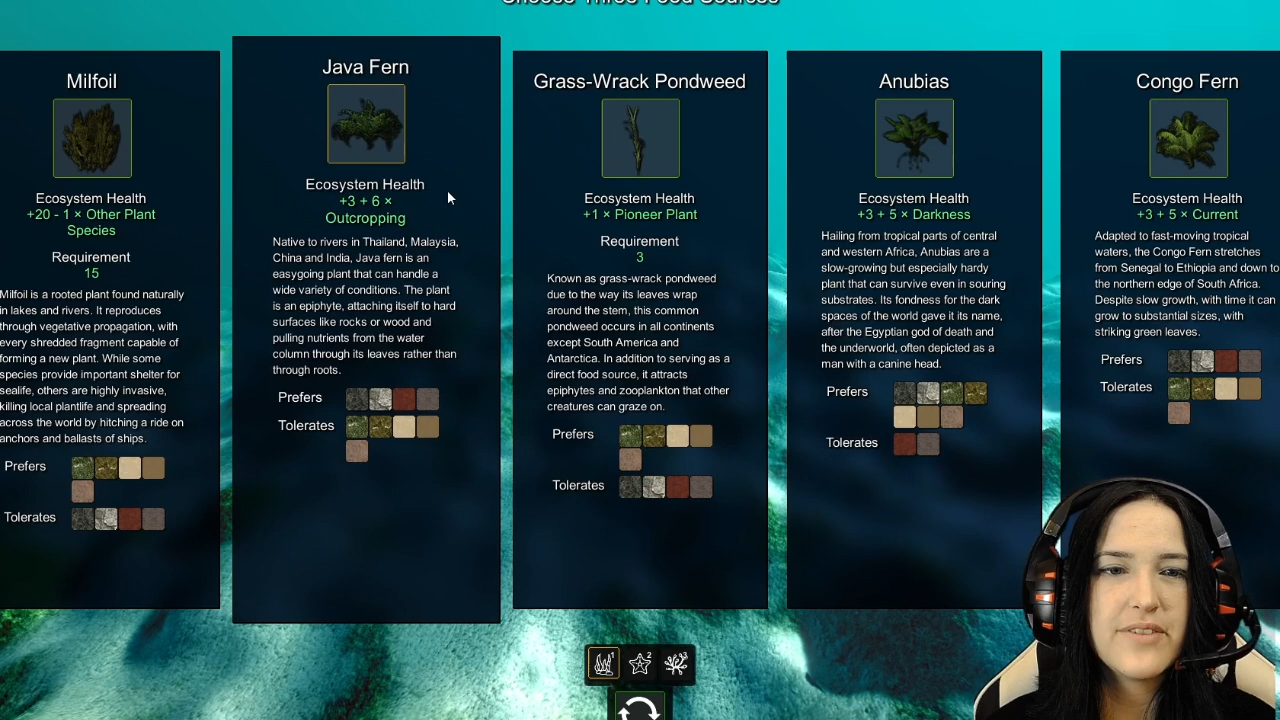 Choose Three Food Sources
Milfoil
Ecosystem Health
+20 - 1 × Other Plant
Species
Requirement
15
Milfoil is a rooted plant found naturally
in lakes and rivers. It reproduces
through vegetative propagation, with
every shredded fragment capable of
forming a new plant. While some
species provide important shelter for
sealife, others are highly invasive,
killing local plantlife and spreading
across the world by hitching a ride on
anchors and ballasts of ships.
Prefers
Tolerates
Java Fern
Ecosystem Health
+3 + 6 ×
Outcropping
Native to rivers in Thailand, Malaysia,
China and India, Java fern is an
easygoing plant that can handle a
wide variety of conditions. The plant
is an epiphyte, attaching itself to hard
surfaces like rocks or wood and
pulling nutrients from the water
column through its leaves rather than
through roots.
Prefers
Tolerates
Grass-Wrack Pondweed
Ecosystem Health
+1 × Pioneer Plant
Requirement
3
Known as grass-wrack pondweed
due to the way its leaves wrap
around the stem, this common
pondweed occurs in all continents
except South America and
Antarctica. In addition to serving as a
direct food source, it attracts
epiphytes and zooplankton that other
creatures can graze on.
Prefers
Tolerates
Anubias
Ecosystem Health
+3 + 5 × Darkness
Hailing from tropical parts of central
and western Africa, Anubias are a
slow-growing but especially hardy
plant that can survive even in souring
substrates. Its fondness for the dark
spaces of the world gave it its name,
after the Egyptian god of death and
the underworld, often depicted as a
man with a canine head.
Prefers
Tolerates
Congo Fern
Ecosystem Health
+3 + 5 × Current
Adapted to fast-moving tropical
waters, the Congo Fern stretches
from Senegal to Ethiopia and down to
the northern edge of South Africa.
Despite slow growth, with time it can
grow to substantial sizes, with
striking green leaves.
Prefers
Tolerates
1
2
3